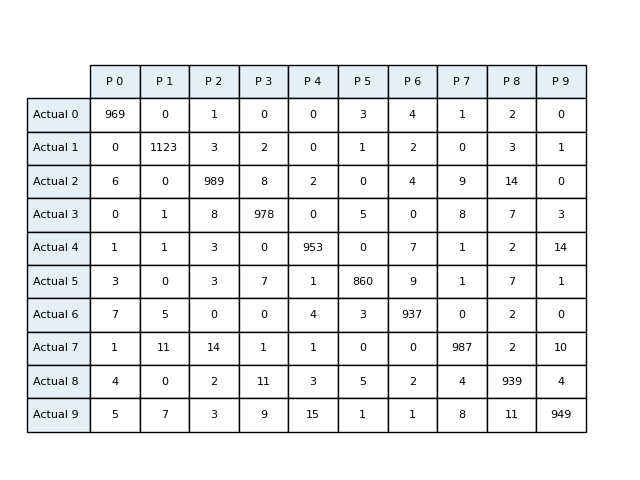 P 0 P 1 P 2 P 3 P 4 P 5 P 6 P 7 P 8 P 9
Actual 0 969 0 1 0 0 3 4 1 2 0
Actual 1 0 1123 3 2 0 1 2 0 3 1
Actual 2 6 0 989 8 2 0 4 9 14 0
Actual 3 0 1 8 978 0 5 0 8 7 3
Actual 4 1 1 3 0 953 0 7 1 2 14
Actual 5 3 0 3 7 1 860 9 1 7 1
Actual 6 7 5 0 0 4 3 937 0 2 0
Actual 7 1 11 14 1 1 0 0 987 2 10
Actual 8 4 0 2 11 3 5 2 4 939 4
Actual 9 5 7 3 9 15 1 1 8 11 949